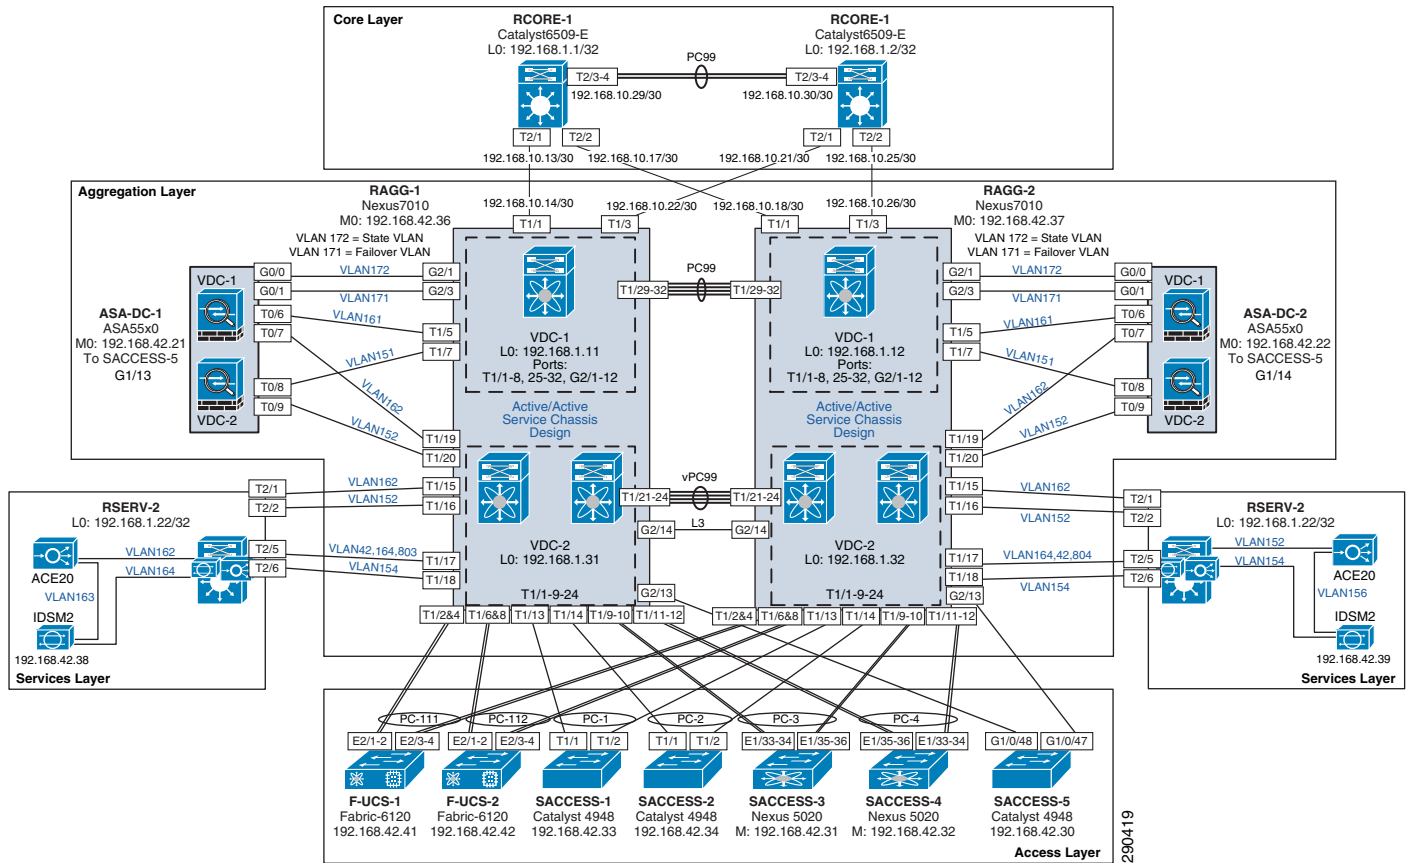 Core Layer
RCORE-1
Catalyst6509-E
L0: 192.168.1.1/32
RCORE-1
Catalyst6509-E
L0: 192.168.1.2/32
PC99
T2/3-4
T2/3-4
192.168.10.29/30
192.168.10.30/30
T2/1
T2/2
T2/1
T2/2
192.168.10.13/30
192.168.10.17/30
192.168.10.21/30
192.168.10.25/30
Aggregation Layer
RAGG-1
Nexus7010
M0: 192.168.42.36
RAGG-2
Nexus7010
M0: 192.168.42.37
192.168.10.14/30
192.168.10.22/30
192.168.10.18/30
192.168.10.26/30
T1/1
T1/3
T1/1
T1/3
VLAN 172 = State VLAN
VLAN 171 = Failover VLAN
VLAN 172 = State VLAN
VLAN 171 = Failover VLAN
ASA-DC-1
ASA55x0
M0: 192.168.42.21
To SACCESS-5
G1/13
VDC-1
VDC-2
G0/0
G0/1
T0/6
T0/7
T0/8
T0/9
VLAN172
VLAN171
VLAN161
VLAN151
VLAN162
VLAN152
G2/1
G2/3
T1/5
T1/7
T1/19
T1/20
VDC-1
L0: 192.168.1.11
Ports:
T1/1-8, 25-32, G2/1-12
Active/Active
Service Chassis
Design
T1/29-32
PC99
T1/29-32
VDC-1
L0: 192.168.1.12
Ports:
T1/1-8, 25-32, G2/1-12
Active/Active
Service Chassis
Design
G2/1
G2/3
T1/5
T1/7
T1/19
T1/20
VLAN172
VLAN171
VLAN161
VLAN151
VLAN162
VLAN152
G0/0
G0/1
T0/6
T0/7
T0/8
T0/9
VDC-1
VDC-2
ASA-DC-2
ASA55x0
M0: 192.168.42.22
To SACCESS-5
G1/14
RSERV-2
L0: 192.168.1.22/32
ACE20
IDSM2
192.168.42.38
VLAN162
VLAN164
VLAN163
Services Layer
T2/1
T2/2
T2/5
T2/6
VLAN162
VLAN152
VLAN42,164,803
VLAN154
T1/15
T1/16
T1/17
T1/18
VDC-2
L0: 192.168.1.31
T1/1-9-24
T1/21-24
vPC99
T1/21-24
G2/14
L3
G2/14
G2/13
VDC-2
L0: 192.168.1.32
T1/1-9-24
T1/15
T1/16
T1/17
T1/18
G2/13
VLAN162
VLAN152
VLAN164,42,804
VLAN154
T2/1
T2/2
T2/5
T2/6
RSERV-2
L0: 192.168.1.22/32
VLAN152
VLAN154
VLAN156
ACE20
IDSM2
192.168.42.39
Services Layer
T1/2&4
T1/6&8
T1/13
T1/14
T1/9-10
T1/11-12
T1/2&4
T1/6&8
T1/13
T1/14
T1/9-10
T1/11-12
PC-111
PC-112
PC-1
PC-2
PC-3
PC-4
E2/1-2
E2/3-4
E2/1-2
E2/3-4
T1/1
T1/2
T1/1
T1/2
E1/33-34
E1/35-36
E1/35-36
E1/33-34
G1/0/48
G1/0/47
F-UCS-1
Fabric-6120
192.168.42.41
F-UCS-2
Fabric-6120
192.168.42.42
SACCESS-1
Catalyst 4948
192.168.42.33
SACCESS-2
Catalyst 4948
192.168.42.34
SACCESS-3
Nexus 5020
M: 192.168.42.31
SACCESS-4
Nexus 5020
M: 192.168.42.32
SACCESS-5
Catalyst 4948
192.168.42.30
Access Layer
290419